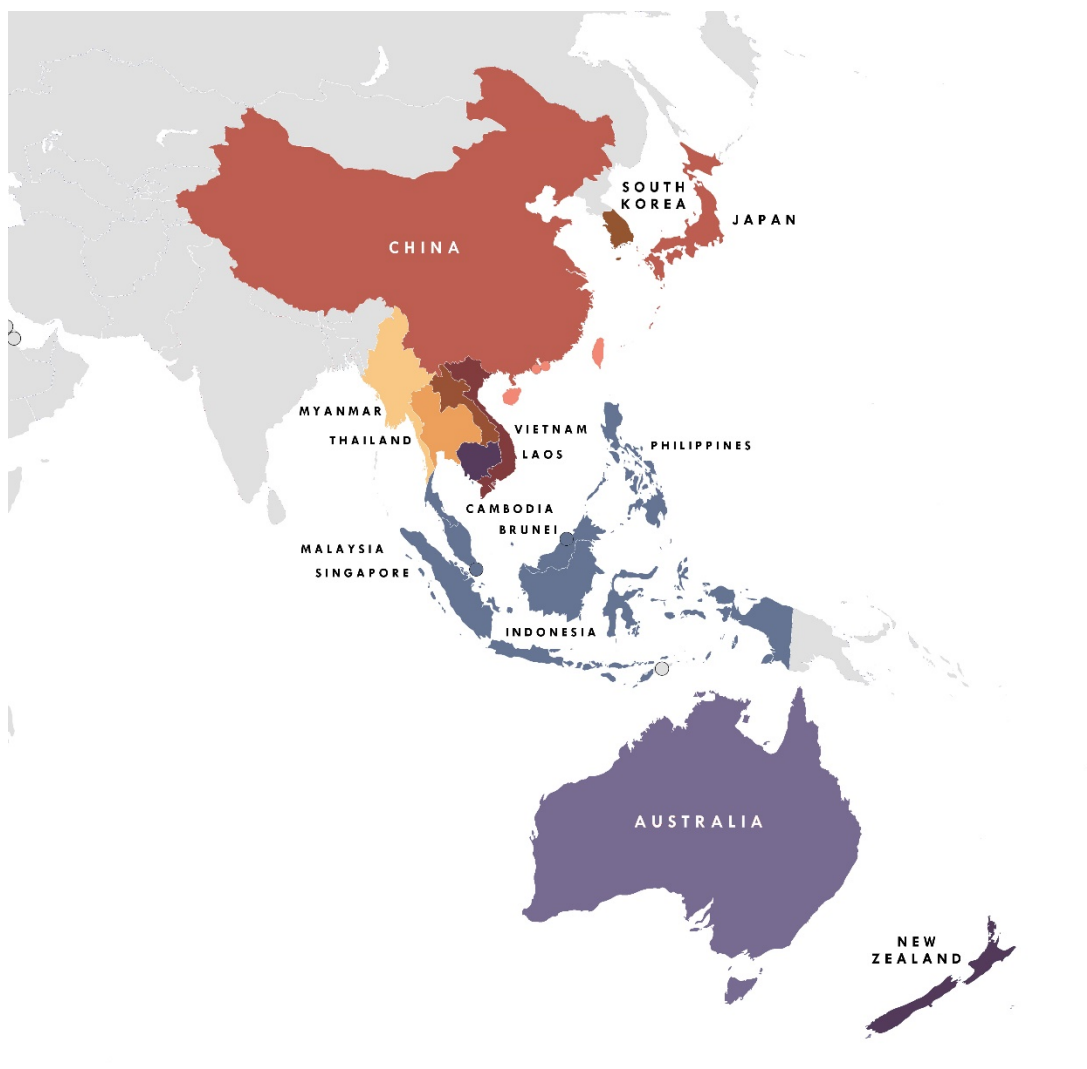 SOUTH
KOREA
JAPAN
CHINA
MYANMAR
THAILAND
VIETNAM
LAOS
PHILIPPINES
CAMBODIA
BRUNEI
MALAYSIA
SINGAPORE
INDONESIA
AUSTRALIA
NEW
ZEALAND